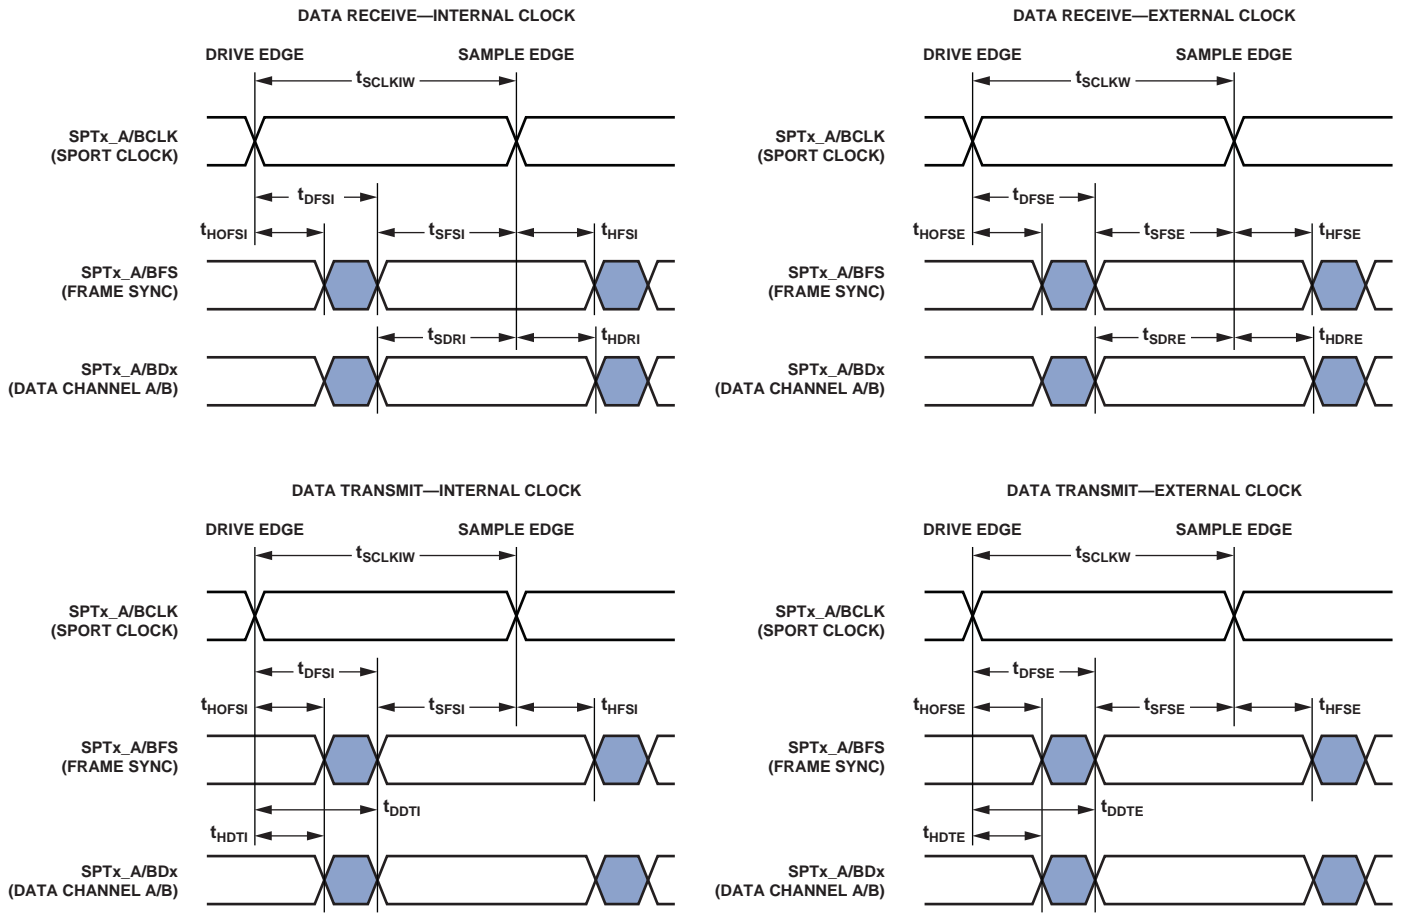 DATA RECEIVE—INTERNAL CLOCK
DRIVE EDGE
SAMPLE EDGE
tSCLKIW
SPTx_A/BCLK
(SPORT CLOCK)
tDFSI
tHOFSI
tSFSI
tHFSI
SPTx_A/BFS
(FRAME SYNC)
tSDRI
tHDRI
SPTx_A/BDx
(DATA CHANNEL A/B)
DATA RECEIVE—EXTERNAL CLOCK
DRIVE EDGE
SAMPLE EDGE
tSCLKW
SPTx_A/BCLK
(SPORT CLOCK)
tDFSE
tHOFSE
tSFSE
tHFSE
SPTx_A/BFS
(FRAME SYNC)
tSDRE
tHDRE
SPTx_A/BDx
(DATA CHANNEL A/B)
DATA TRANSMIT—INTERNAL CLOCK
DRIVE EDGE
SAMPLE EDGE
tSCLKIW
SPTx_A/BCLK
(SPORT CLOCK)
tDFSI
tHOFSI
tSFSI
tHFSI
SPTx_A/BFS
(FRAME SYNC)
tDDTI
tHDTI
SPTx_A/BDx
(DATA CHANNEL A/B)
DATA TRANSMIT—EXTERNAL CLOCK
DRIVE EDGE
SAMPLE EDGE
tSCLKW
SPTx_A/BCLK
(SPORT CLOCK)
tDFSE
tHOFSE
tSFSE
tHFSE
SPTx_A/BFS
(FRAME SYNC)
tDDTE
tHDTE
SPTx_A/BDx
(DATA CHANNEL A/B)